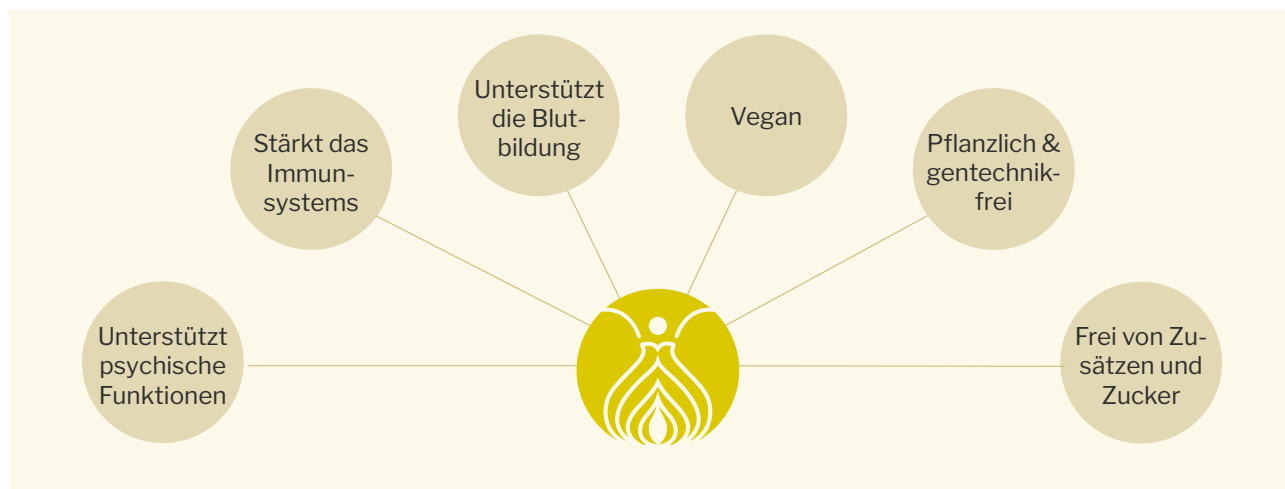 Unterstützt
psychische
Funktionen
Stärkt das
Immun-
systems
Unterstützt
die Blut-
bildung
Vegan
Pflanzlich &
gentechnik-
frei
Frei von Zu-
sätzen und
Zucker